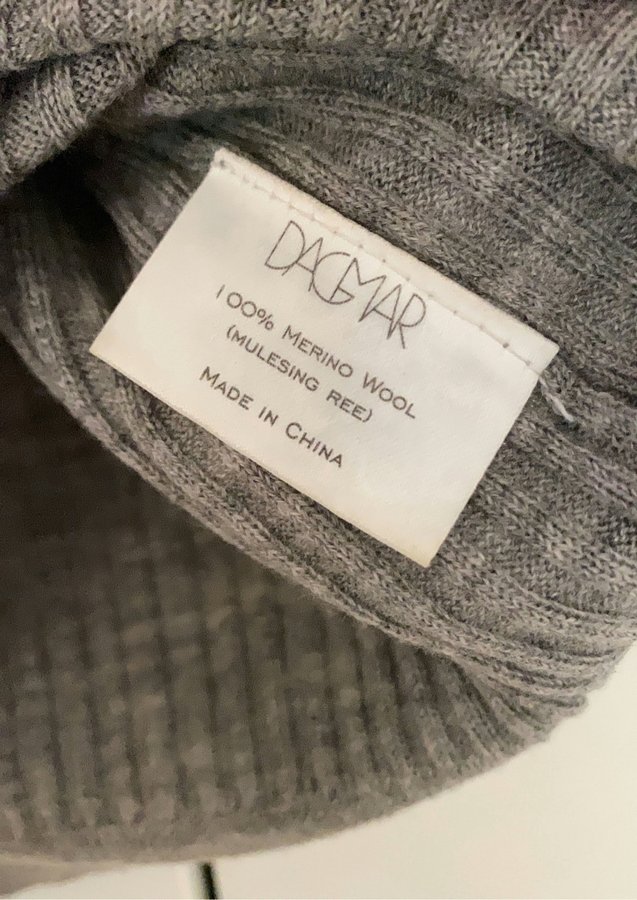 DAGMAR
100% MERINO WOOL
(MULESING REE)
MADE IN CHINA